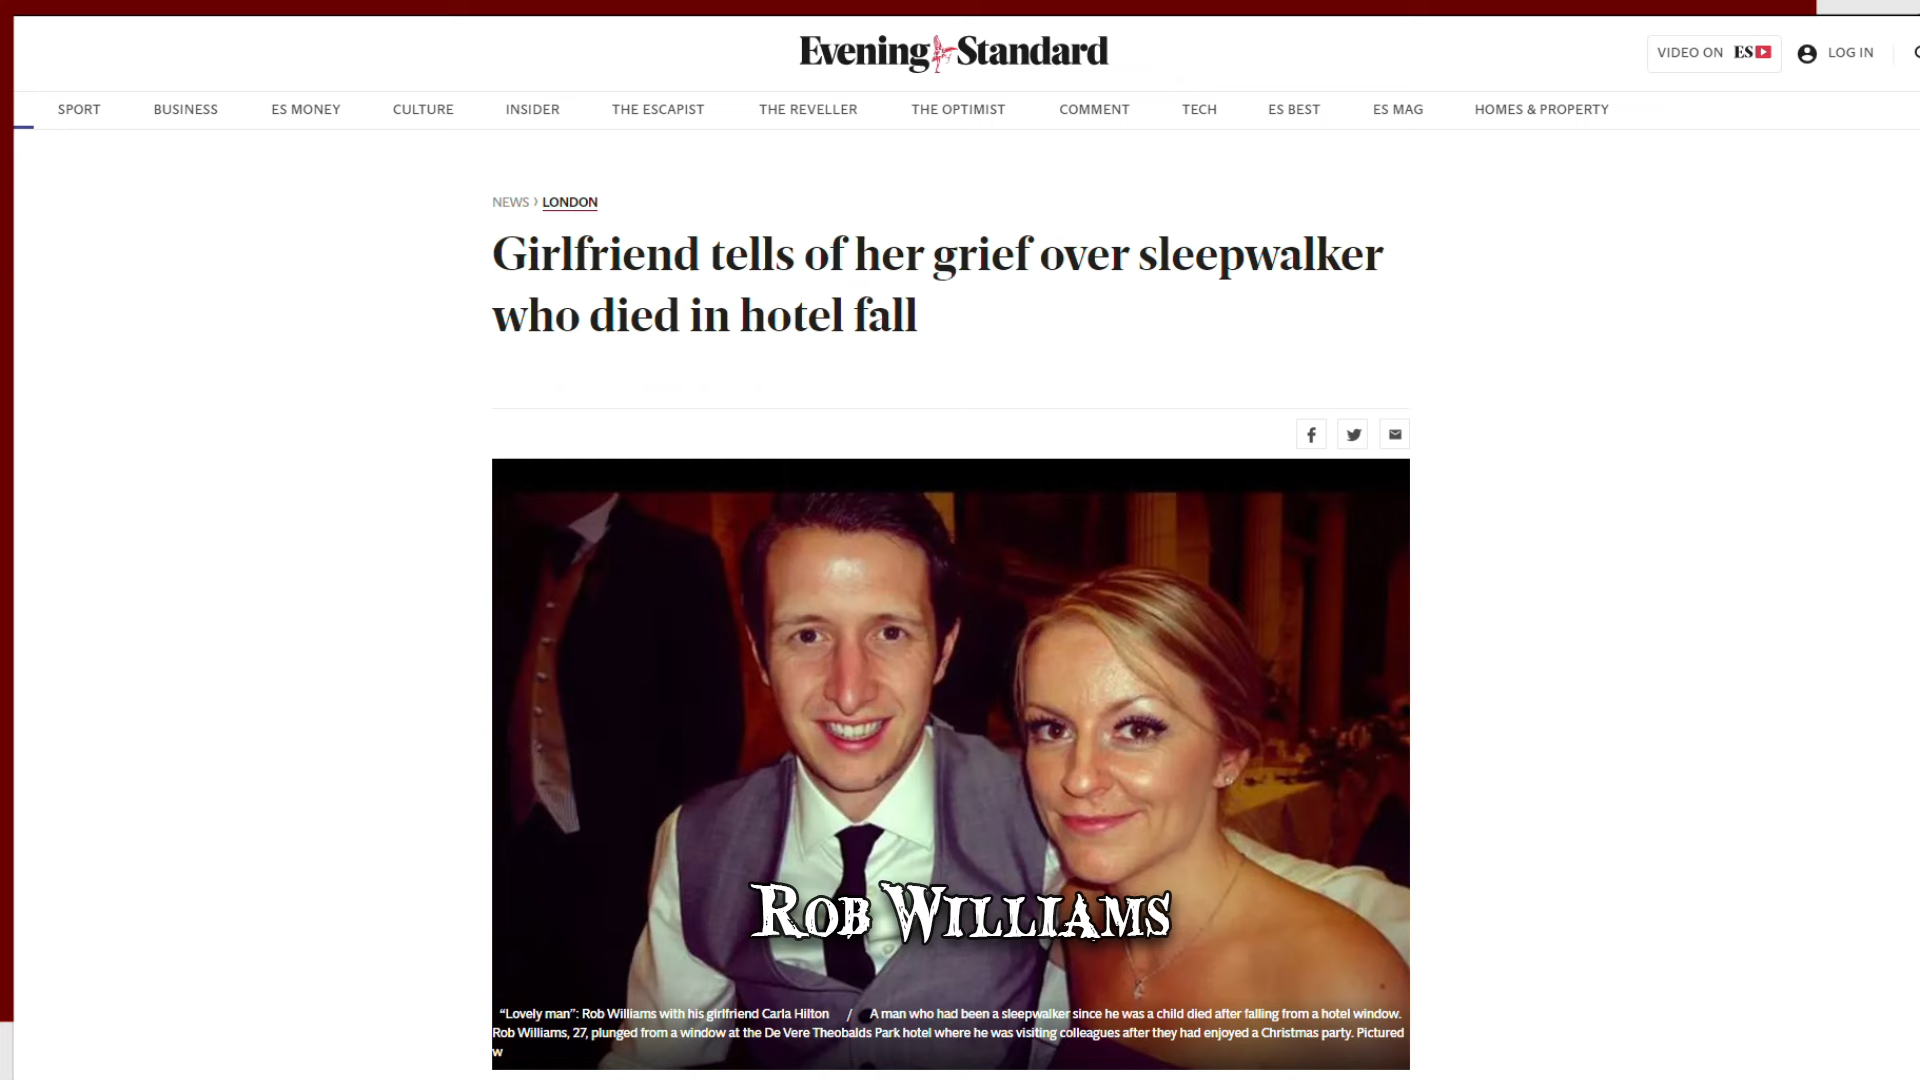 Evening Standard
VIDEO ON ES
LOG IN
SPORT BUSINESS ES MONEY CULTURE INSIDER THE ESCAPIST THE REVELLER THE OPTIMIST COMMENT TECH ES BEST ES MAG HOMES & PROPERTY
NEWS › LONDON
Girlfriend tells of her grief over sleepwalker
who died in hotel fall
ROB WILLIAMS
“Lovely man”: Rob Williams with his girlfriend Carla Hilton / A man who had been a sleepwalker since he was a child died after falling from a hotel window.
Rob Williams, 27, plunged from a window at the De Vere Theobalds Park hotel where he was visiting colleagues after they had enjoyed a Christmas party. Pictured
w